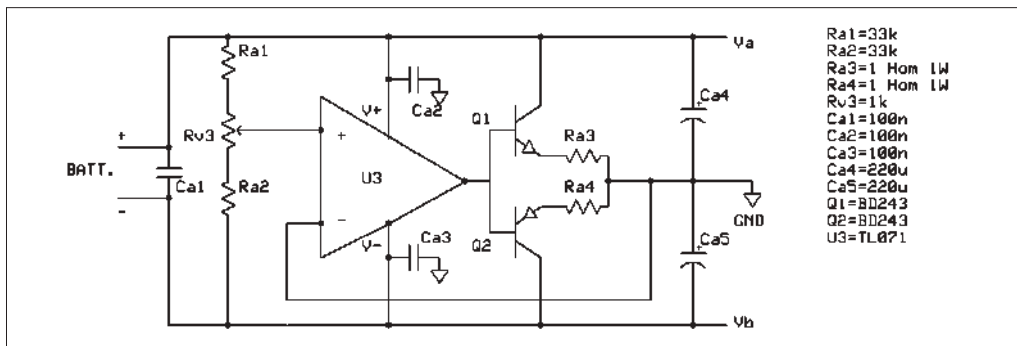 Va
Ra1
V+
Ca2
Ca4
Q1
+
Rv3
+
Ra3
BATT.
Ca1
U3
Ra4
-
Ra2
-
GND
V-
Ca3
Q2
Ca5
Vb
Ra1=33k
Ra2=33k
Ra3=1 Hom 1W
Ra4=1 Hom 1W
Rv3=1k
Ca1=100n
Ca2=100n
Ca3=100n
Ca4=220u
Ca5=220u
Q1=BD243
Q2=BD243
U3=TL071